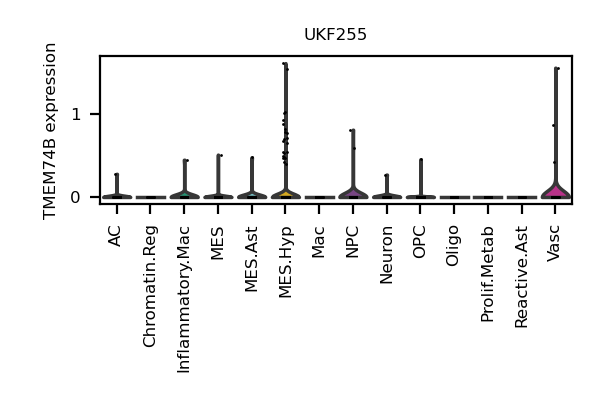 UKF255
TMEM74B expression
1
0
AC
Chromatin.Reg
Inflammatory.Mac
MES
MES.Ast
MES.Hyp
Mac
NPC
Neuron
OPC
Oligo
Prolif.Metab
Reactive.Ast
Vasc